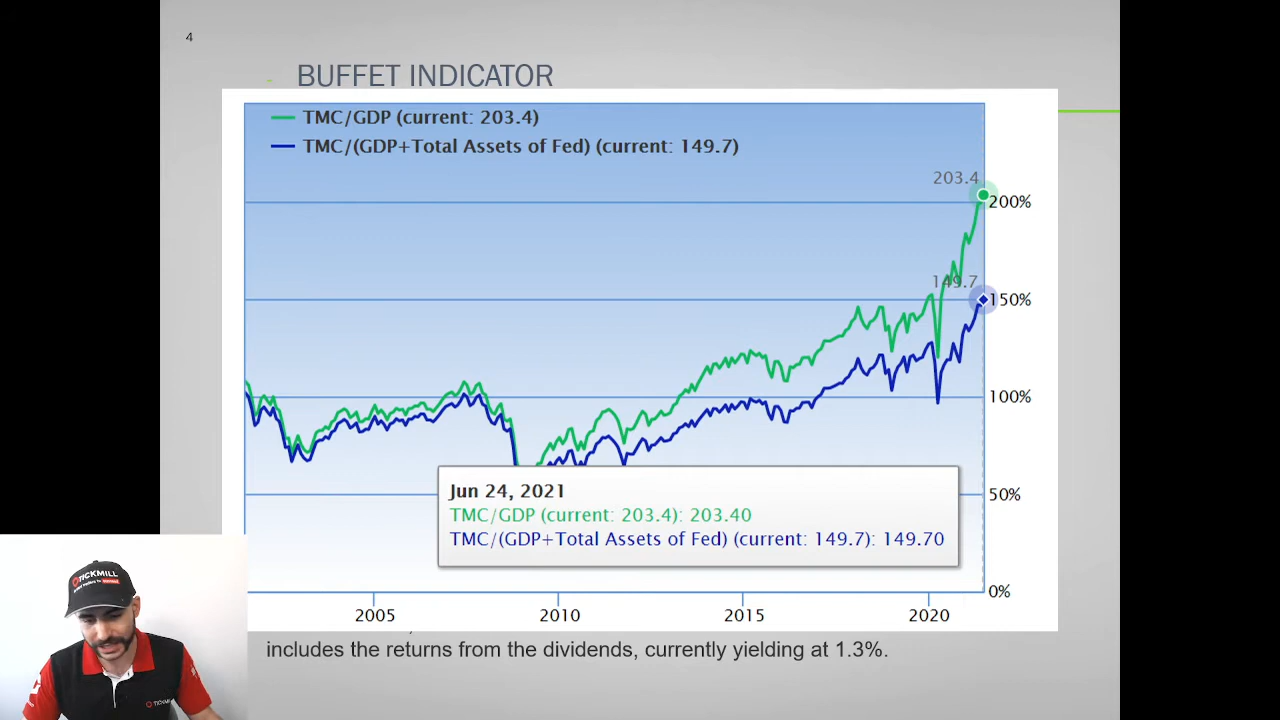 4
BUFFET INDICATOR
TMC/GDP (current: 203.4)
TMC/(GDP+Total Assets of Fed) (current: 149.7)
203.4
200%
149.7
150%
100%
50%
0%
Jun 24, 2021
TMC/GDP (current: 203.4): 203.40
TMC/(GDP+Total Assets of Fed) (current: 149.7): 149.70
2005
2010
2015
2020
includes the returns from the dividends, currently yielding at 1.3%.
TICKMILL
TICKMILL